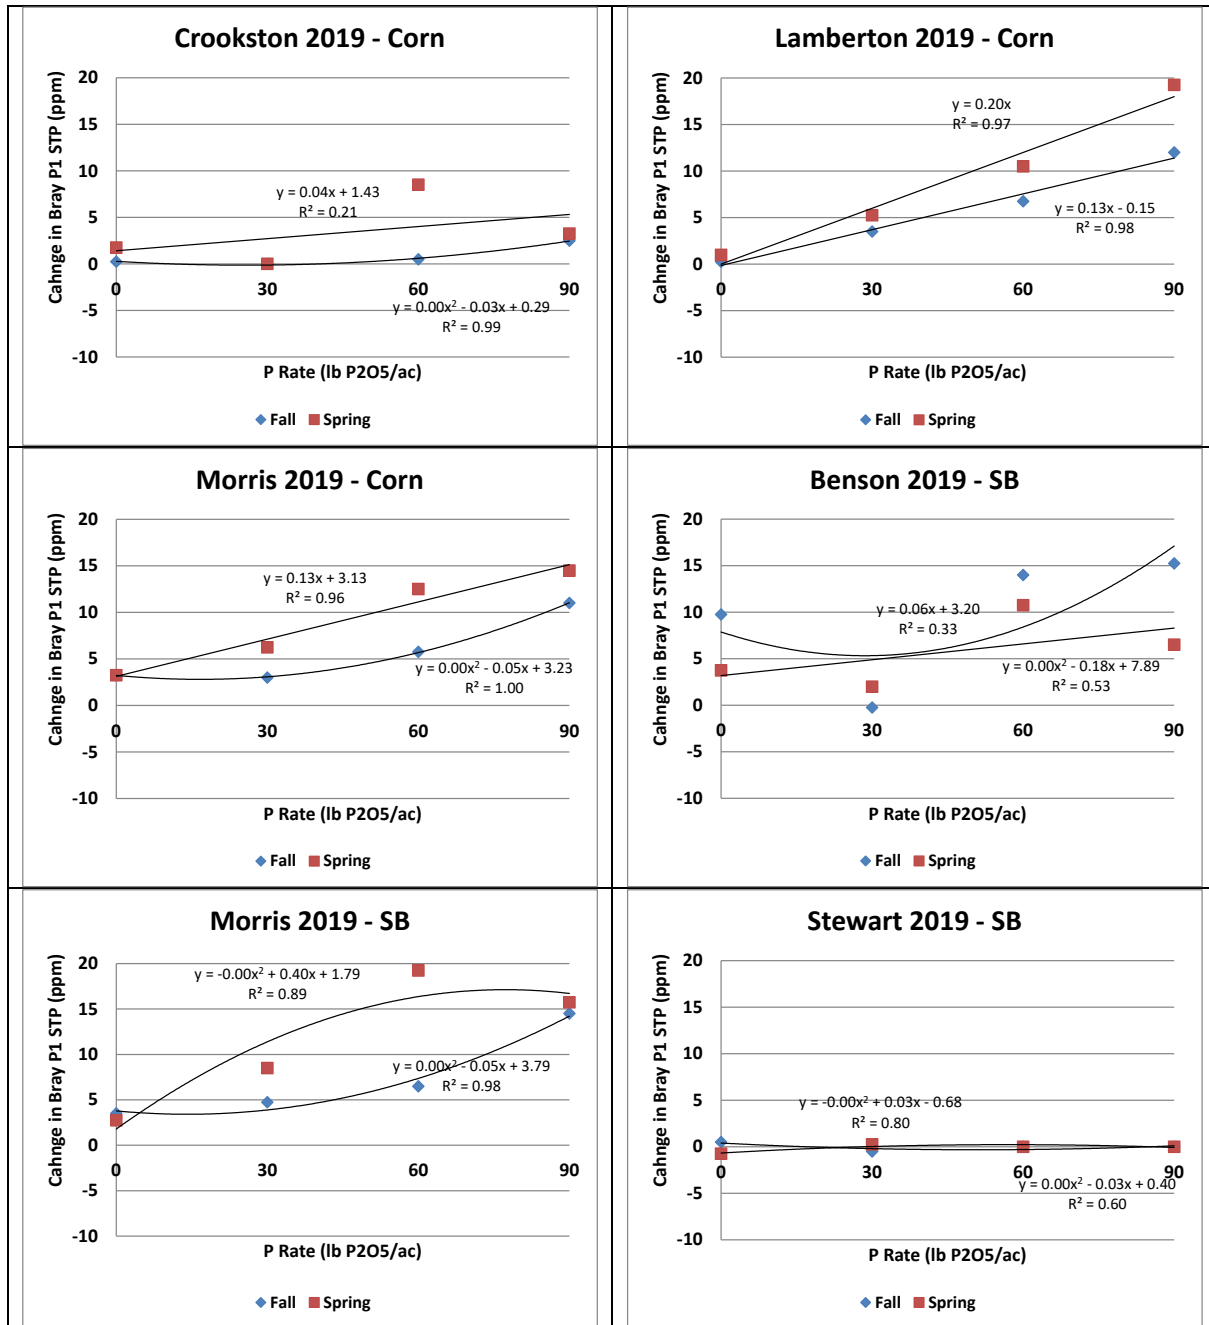 Crookston 2019 - Corn
Cahnge in Bray P1 STP (ppm)
20
15
10
5
0
-5
-10
y = 0.04x + 1.43
R² = 0.21
y = 0.00x² - 0.03x + 0.29
R² = 0.99
0 30 60 90
P Rate (lb P2O5/ac)
Fall Spring
Lamberton 2019 - Corn
Cahnge in Bray P1 STP (ppm)
20
15
10
5
0
-5
-10
y = 0.20x
R² = 0.97
y = 0.13x - 0.15
R² = 0.98
0 30 60 90
P Rate (lb P2O5/ac)
Fall Spring
Morris 2019 - Corn
Cahnge in Bray P1 STP (ppm)
20
15
10
5
0
-5
-10
y = 0.13x + 3.13
R² = 0.96
y = 0.00x² - 0.05x + 3.23
R² = 1.00
0 30 60 90
P Rate (lb P2O5/ac)
Fall Spring
Benson 2019 - SB
Cahnge in Bray P1 STP (ppm)
20
15
10
5
0
-5
-10
y = 0.06x + 3.20
R² = 0.33
y = 0.00x² - 0.18x + 7.89
R² = 0.53
0 30 60 90
P Rate (lb P2O5/ac)
Fall Spring
Morris 2019 - SB
Cahnge in Bray P1 STP (ppm)
20
15
10
5
0
-5
-10
y = -0.00x² + 0.40x + 1.79
R² = 0.89
y = 0.00x² - 0.05x + 3.79
R² = 0.98
0 30 60 90
P Rate (lb P2O5/ac)
Fall Spring
Stewart 2019 - SB
Cahnge in Bray P1 STP (ppm)
20
15
10
5
0
-5
-10
y = -0.00x² + 0.03x - 0.68
R² = 0.80
0 30 60 90
y = 0.00x² - 0.03x + 0.40
R² = 0.60
P Rate (lb P2O5/ac)
Fall Spring